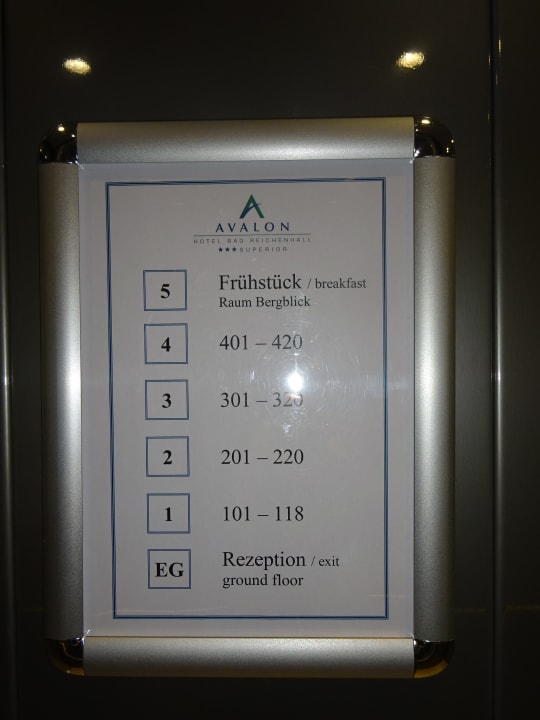 AVALON
HOTEL BAD REICHENHALL
★★★SUPERIOR
5 Frühstück / breakfast
Raum Bergblick
4 401 – 420
3 301 – 320
2 201 – 220
1 101 – 118
EG Rezeption / exit
ground floor